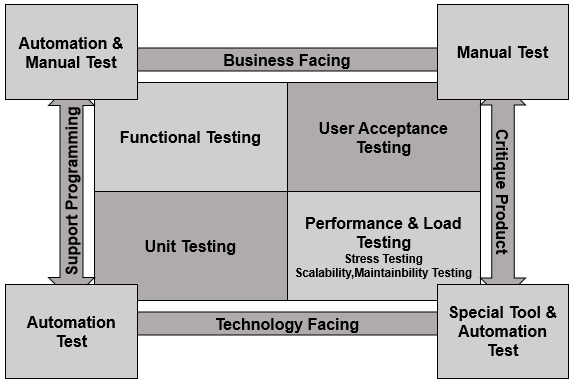 Automation &
Manual Test
Business Facing
Manual Test
Support Programming
Functional Testing
User Acceptance
Testing
Critique Product
Unit Testing
Performance & Load
Testing
Stress Testing
Scalability,Maintainbility Testing
Automation
Test
Technology Facing
Special Tool &
Automation
Test